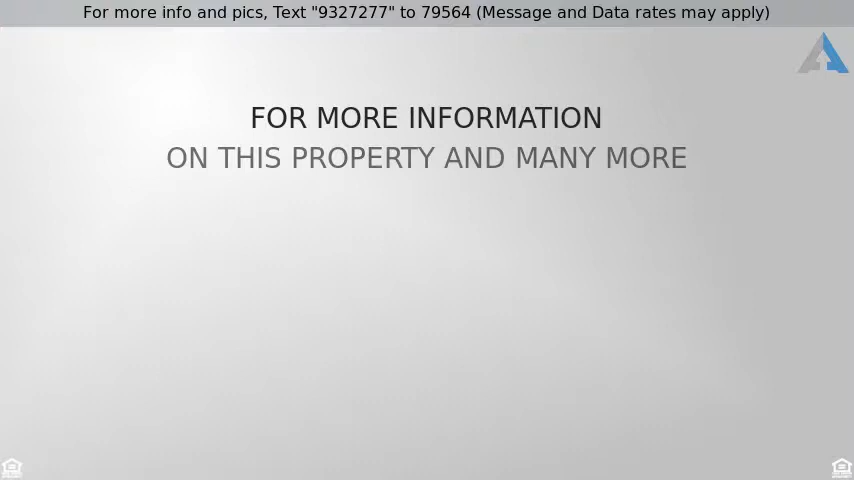 For more info and pics, Text "9327277" to 79564 (Message and Data rates may apply)
FOR MORE INFORMATION
ON THIS PROPERTY AND MANY MORE